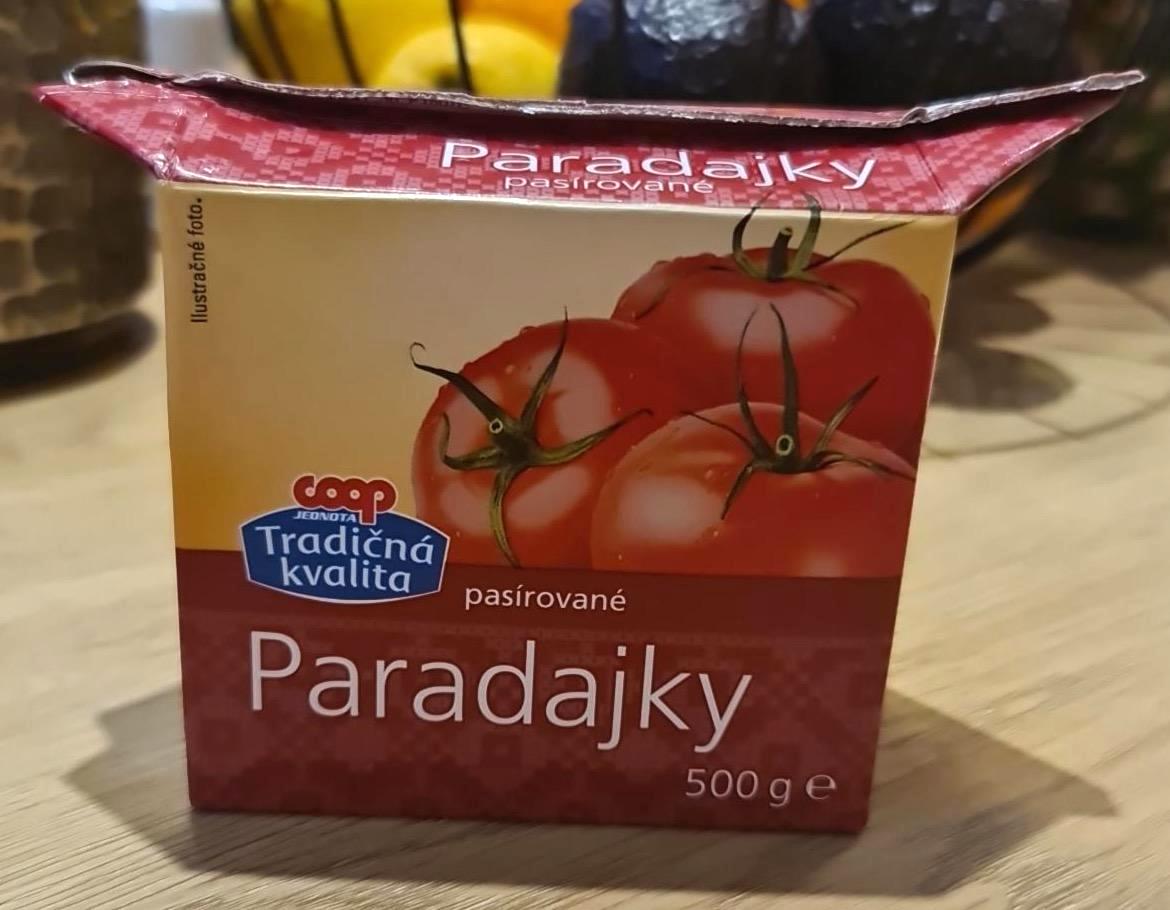 Paradajky
pasírované
Ilustračné foto.
coop
JEDNOTA
Tradičná
kvalita
pasírované
Paradajky
500 g e